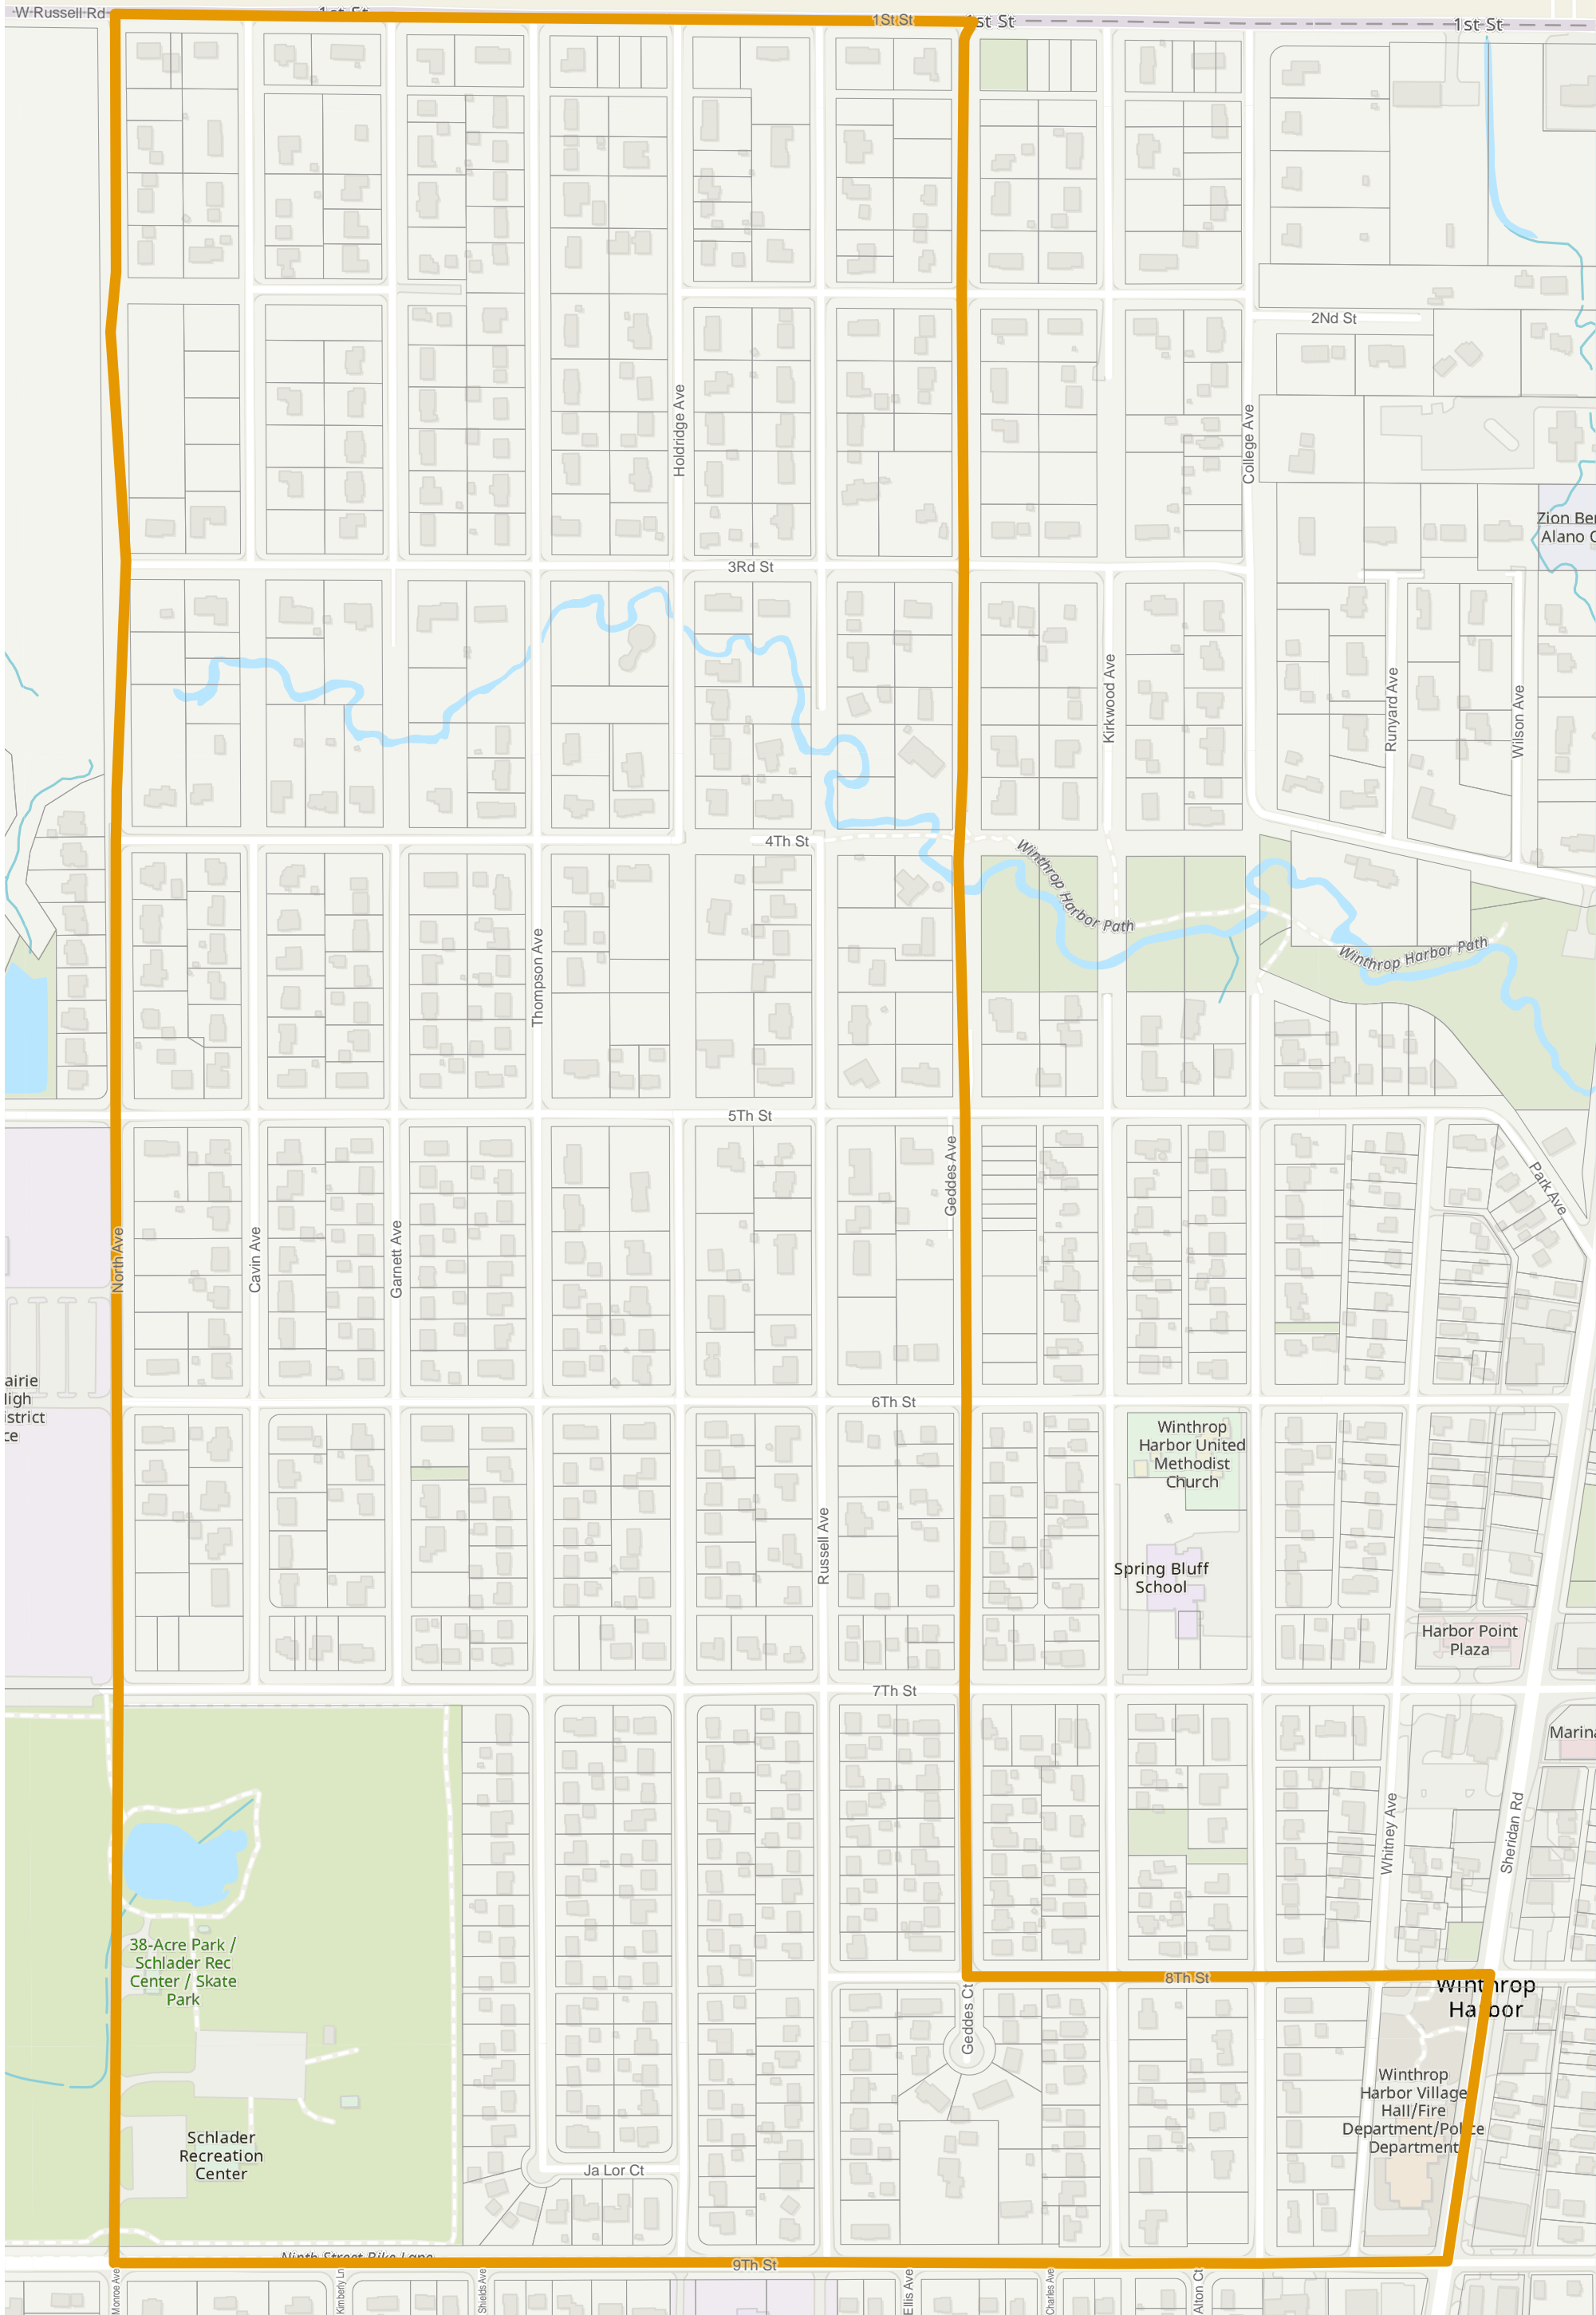 W Russell Rd
1st St
1St St
1st St
1st St
2Nd St
Holdridge Ave
College Ave
Zion Ber
Alano C
3Rd St
Kirkwood Ave
Runyard Ave
Wilson Ave
4Th St
Winthrop Harbor Path
Winthrop Harbor Path
Thompson Ave
5Th St
Geddes Ave
Park Ave
North Ave
Cavin Ave
Garnett Ave
airie
ligh
istrict
ce
6Th St
Winthrop
Harbor United
Methodist
Church
Russell Ave
Spring Bluff
School
Harbor Point
Plaza
7Th St
Marina
Whitney Ave
Sheridan Rd
38-Acre Park /
Schlader Rec
Center / Skate
Park
8Th St
Winthrop
Harbor
Geddes Ct
Winthrop
Harbor Village
Hall/Fire
Department/Police
Department
Schlader
Recreation
Center
Ja Lor Ct
Ninth Street Bike Lane
9Th St
Monroe Ave
Kimberly Ln
Shields Ave
Ellis Ave
Charles Ave
Alton Ct